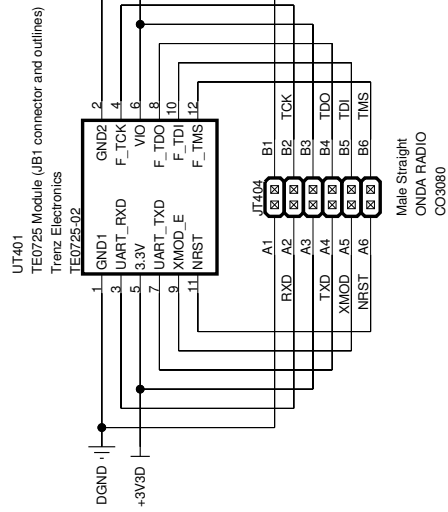 UT401
TE0725 Module (JB1 connector and outlines)
Trenz Electronics
TE0725-02
1
GND1
GND2
2
3
UART_RXD
F_TCK
4
5
3.3V
VIO
6
7
UART_TXD
F_TDO
8
9
XMOD_E
F_TDI
10
11
NRST
F_TMS
12
DGND
+3V3D
JT404
A1
B1
RXD
A2
B2
TCK
A3
B3
TXD
A4
B4
TDO
XMOD
A5
B5
TDI
NRST
A6
B6
TMS
Male Straight
ONDA RADIO
CO3080